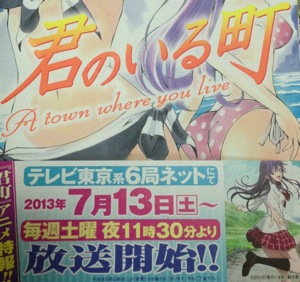 君のいる町
A town where you live
テレビ東京系6局ネットにて
2013年7月13日(土)~
毎週土曜 夜11時30分より
放送開始!!
君町アニメ特報!!